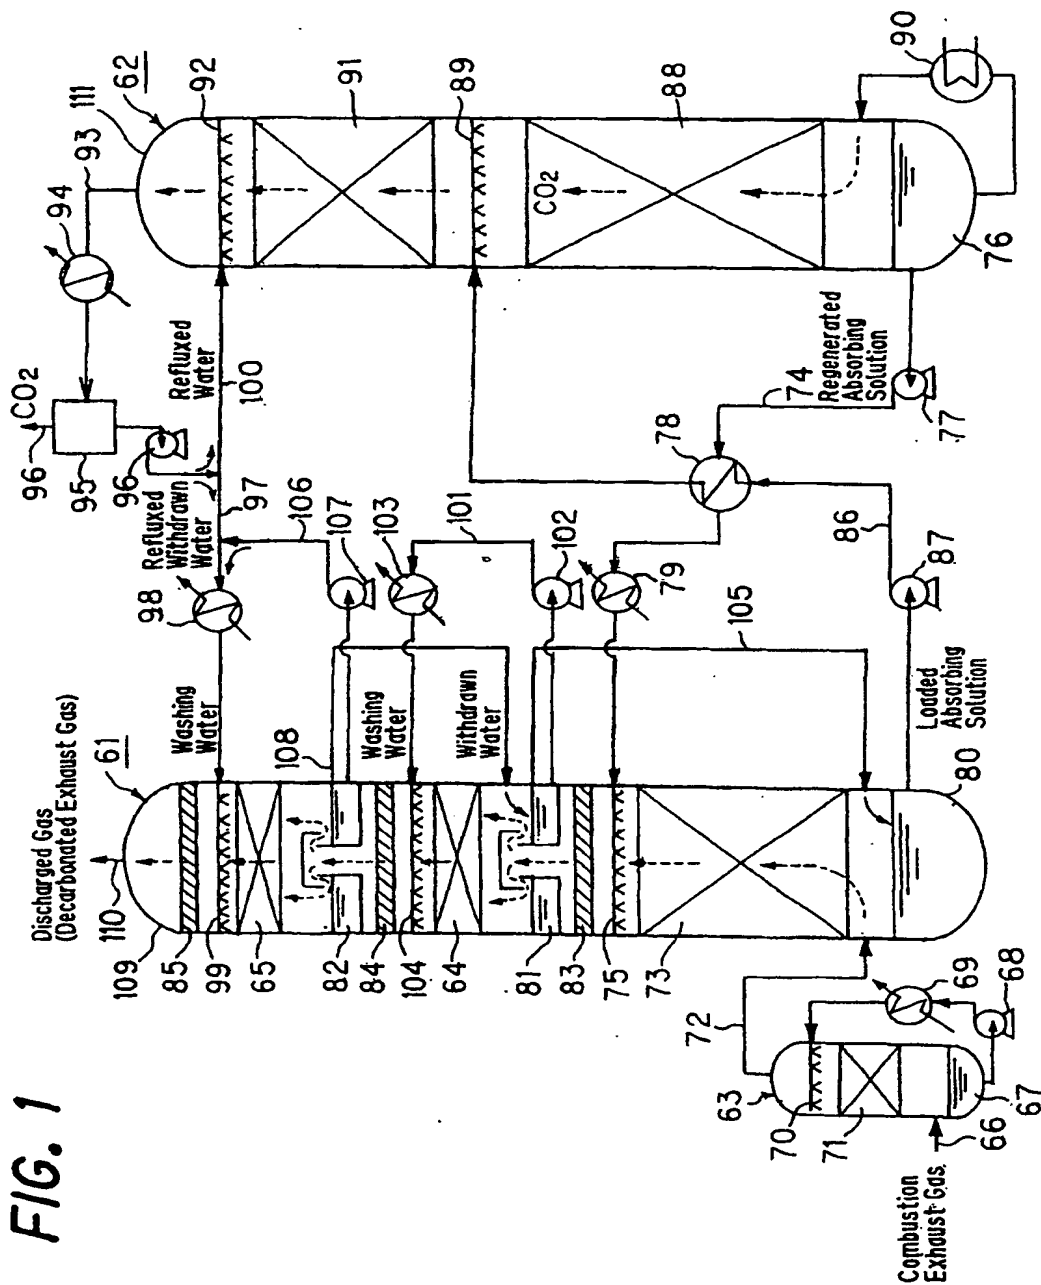 FIG. 1
Discharged Gas
(Decarbonated Exhaust Gas)
110
61
109
85
99
65
82
84
104
64
81
83
75
73
80
72
63
70
71
66
67
68
69
Combustion
Exhaust Gas
Washing
Water
108
Washing
Water
Withdrawn
Water
105
Loaded
Absorbing
Solution
98
107
103
102
79
106
101
97
Refluxed
Withdrawn
Water
96
CO2
95
96
100
Refluxed
Water
94
93
111
62
92
91
89
88
CO2
90
76
78
74
Regenerated
Absorbing
Solution
77
86
87